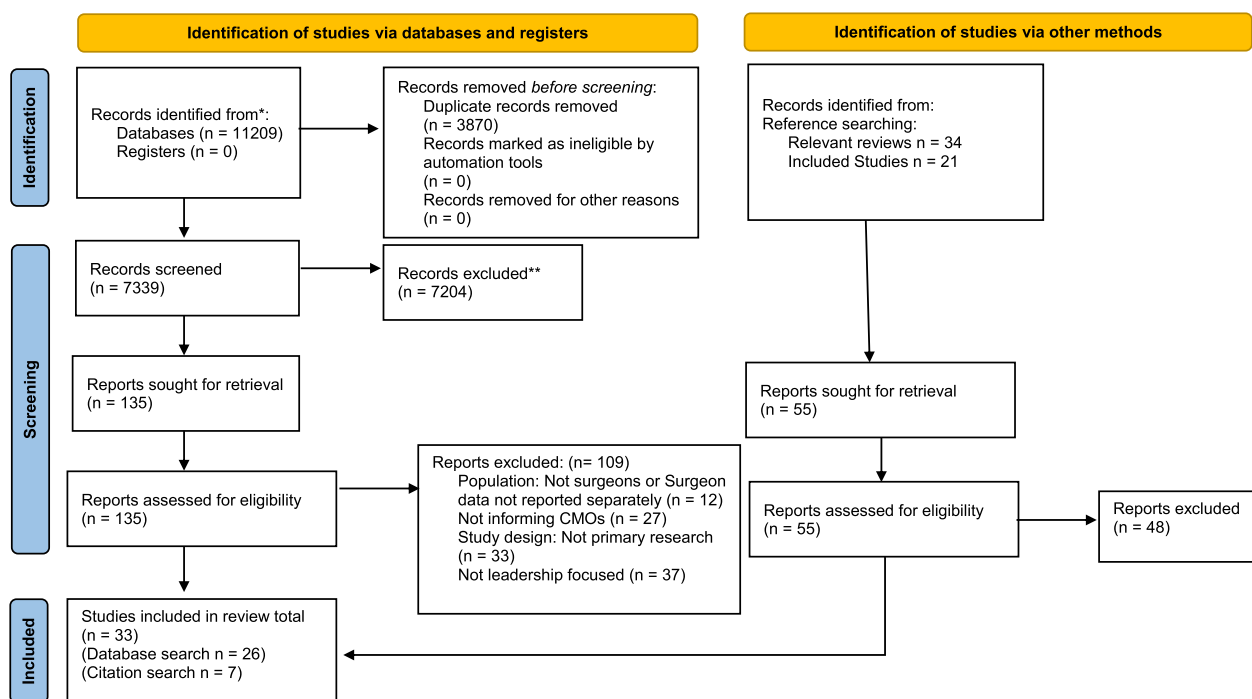 Identification of studies via databases and registers
Identification of studies via other methods
Identification
Records identified from*:
Databases (n = 11209)
Registers (n = 0)
Records removed before screening:
Duplicate records removed
(n = 3870)
Records marked as ineligible by
automation tools
(n = 0)
Records removed for other reasons
(n = 0)
Records identified from:
Reference searching:
Relevant reviews n = 34
Included Studies n = 21
Screening
Records screened
(n = 7339)
Records excluded**
(n = 7204)
Reports sought for retrieval
(n = 135)
Reports sought for retrieval
(n = 55)
Reports assessed for eligibility
(n = 135)
Reports excluded: (n= 109)
Population: Not surgeons or Surgeon
data not reported separately (n = 12)
Not informing CMOs (n = 27)
Study design: Not primary research
(n = 33)
Not leadership focused (n = 37)
Reports assessed for eligibility
(n = 55)
Reports excluded
(n = 48)
Included
Studies included in review total
(n = 33)
(Database search n = 26)
(Citation search n = 7)